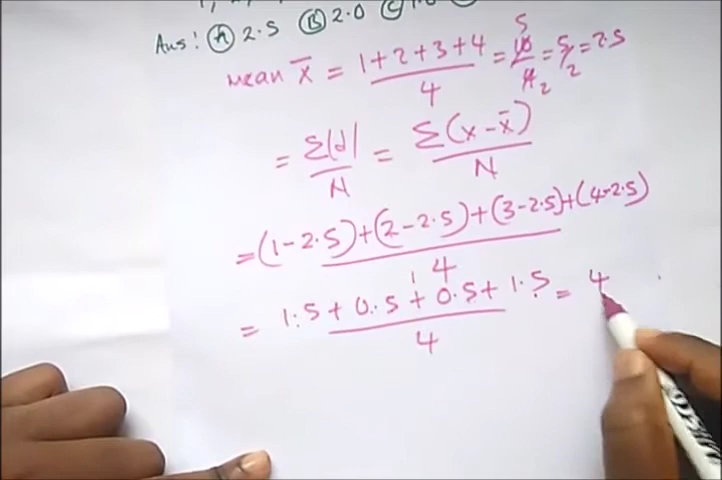 Ans: (A) 2.5 (B) 2.0 (C)
mean x̄ = 1+2+3+4 / 4 = 10 5 / 4 2 = 5/2 = 2.5
= Σ|d| / N = Σ(x-x̄) / N
= (1-2.5)+(2-2.5)+(3-2.5)+(4-2.5) / 4
= 1.5 + 0.5 + 0.5 + 1.5 / 4 = 4